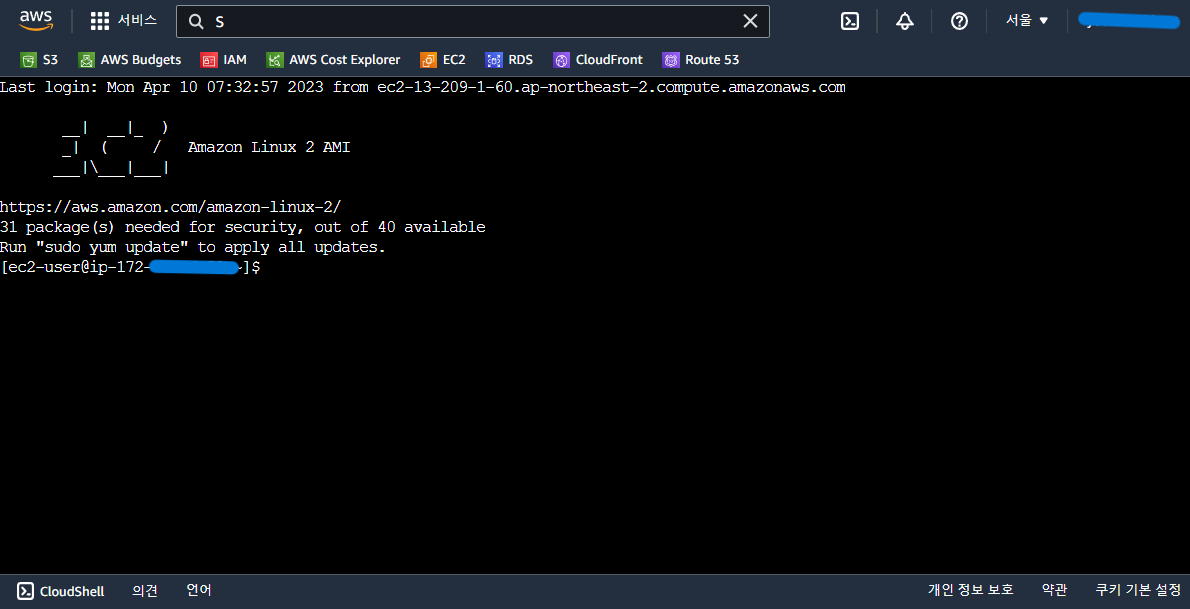 aws 서비스 S 서울
S3 AWS Budgets IAM AWS Cost Explorer EC2 RDS CloudFront Route 53
Last login: Mon Apr 10 07:32:57 2023 from ec2-13-209-1-60.ap-northeast-2.compute.amazonaws.com
__| __|_ )
_| ( / Amazon Linux 2 AMI
___|\___|___|
https://aws.amazon.com/amazon-linux-2/
31 package(s) needed for security, out of 40 available
Run "sudo yum update" to apply all updates.
[ec2-user@ip-172- ~]$
CloudShell 의견 언어 개인 정보 보호 약관 쿠키 기본 설정